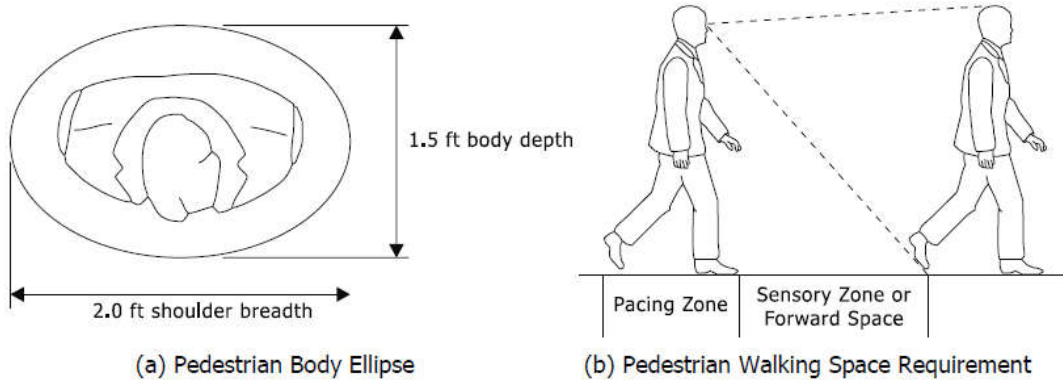 1.5 ft body depth
2.0 ft shoulder breadth
(a) Pedestrian Body Ellipse
Pacing Zone
Sensory Zone or
Forward Space
(b) Pedestrian Walking Space Requirement